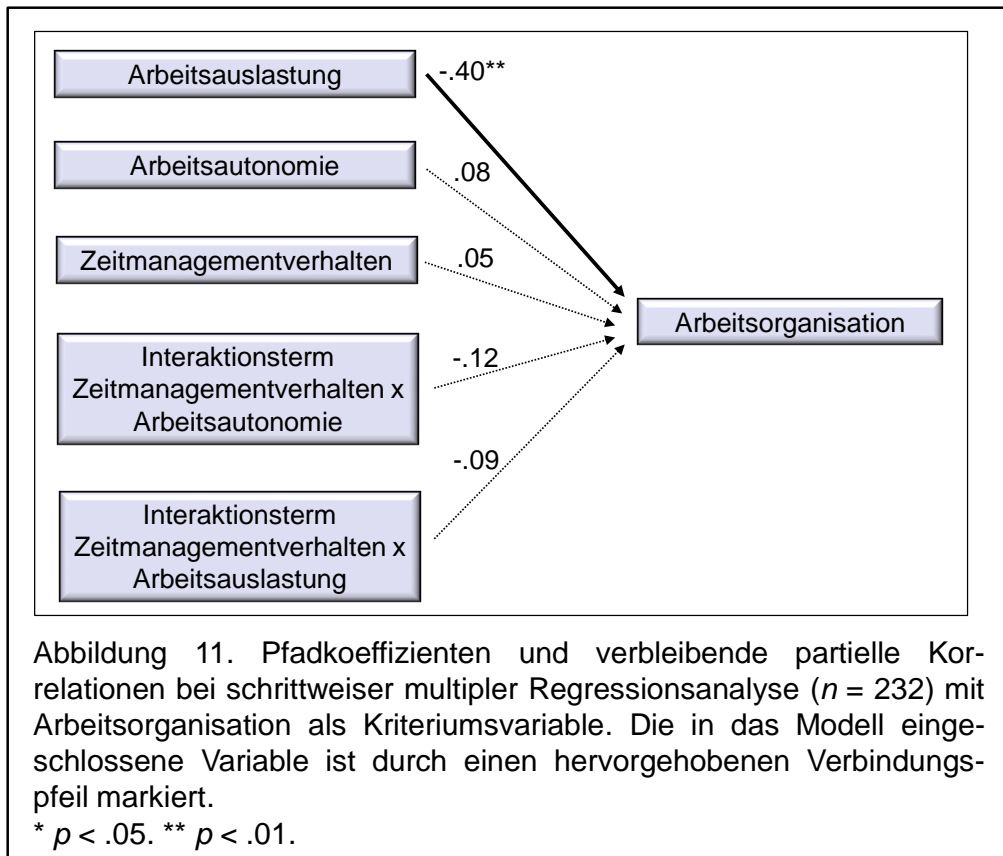 Arbeitsauslastung
-.40**
Arbeitsautonomie
.08
Zeitmanagementverhalten
.05
Arbeitsorganisation
Interaktionsterm
Zeitmanagementverhalten x
Arbeitsautonomie
-.12
-.09
Interaktionsterm
Zeitmanagementverhalten x
Arbeitsauslastung
Abbildung 11. Pfadkoeffizienten und verbleibende partielle Kor-
relationen bei schrittweiser multipler Regressionsanalyse (n = 232) mit
Arbeitsorganisation als Kriteriumsvariable. Die in das Modell einge-
schlossene Variable ist durch einen hervorgehobenen Verbindungs-
pfeil markiert.
* p < .05. ** p < .01.